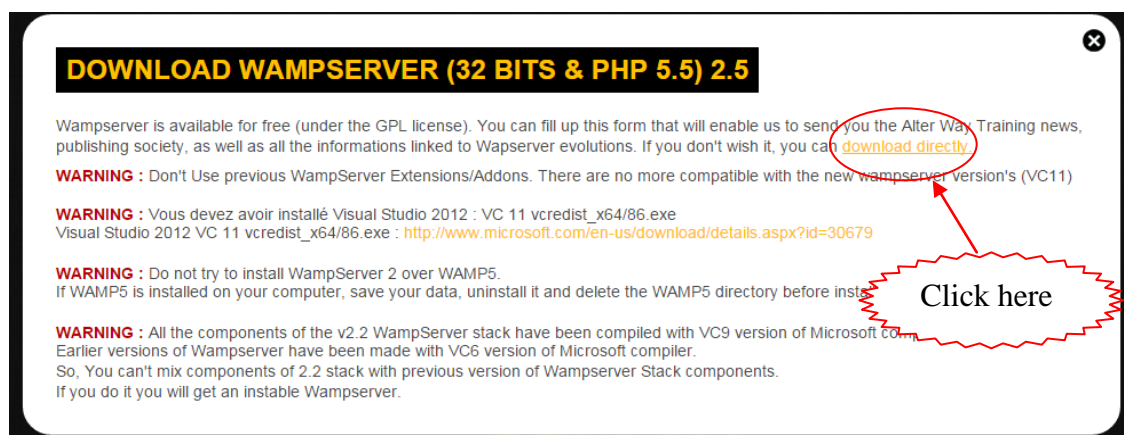 DOWNLOAD WAMPSERVER (32 BITS & PHP 5.5) 2.5
Wampserver is available for free (under the GPL license). You can fill up this form that will enable us to send you the Alter Way Training news,
publishing society, as well as all the informations linked to Wapserver evolutions. If you don't wish it, you can download directly.
WARNING : Don't Use previous WampServer Extensions/Addons. There are no more compatible with the new wampserver version's (VC11)
WARNING : Vous devez avoir installé Visual Studio 2012 : VC 11 vcredist_x64/86.exe
Visual Studio 2012 VC 11 vcredist_x64/86.exe : http://www.microsoft.com/en-us/download/details.aspx?id=30679
WARNING : Do not try to install WampServer 2 over WAMP5.
If WAMP5 is installed on your computer, save your data, uninstall it and delete the WAMP5 directory before
Click here
WARNING : All the components of the v2.2 WampServer stack have been compiled with VC9 version of Microsoft
Earlier versions of Wampserver have been made with VC6 version of Microsoft compiler.
So, You can't mix components of 2.2 stack with previous version of Wampserver Stack components.
If you do it you will get an instable Wampserver.